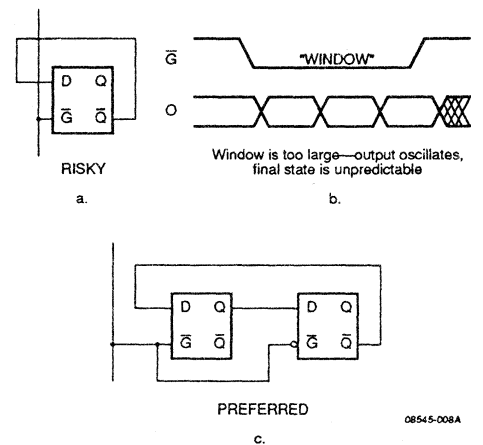 D Q
G̅ Q̅
RISKY
a.
G̅
"WINDOW"
O
Window is too large—output oscillates,
final state is unpredictable
b.
D Q
G̅ Q̅
D Q
G̅ Q̅
PREFERRED
08545-008A
c.